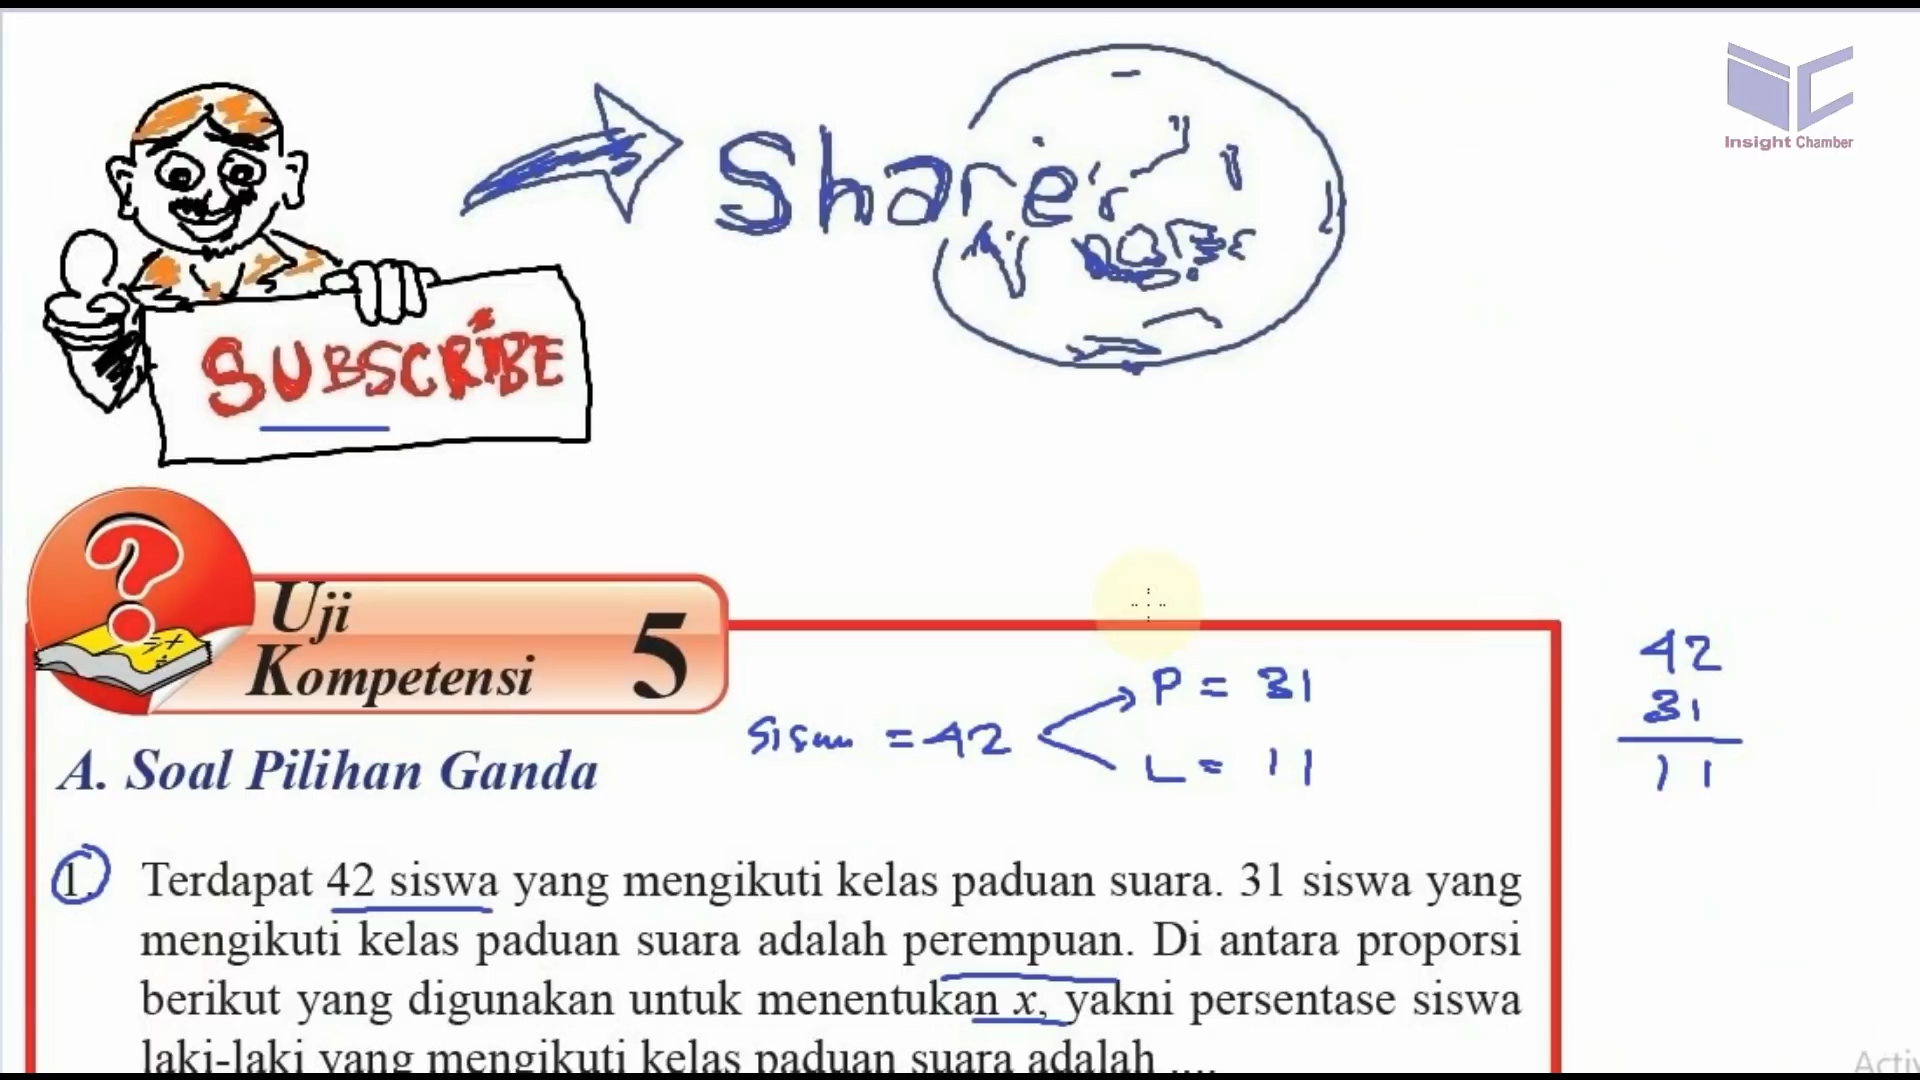 Insight Chamber
Share
SUBSCRIBE
Uji
Kompetensi 5
42
31
11
= 42
P = 31
L = 11
A. Soal Pilihan Ganda
1. Terdapat 42 siswa yang mengikuti kelas paduan suara. 31 siswa yang
mengikuti kelas paduan suara adalah perempuan. Di antara proporsi
berikut yang digunakan untuk menentukan x, yakni persentase siswa
laki-laki yang mengikuti kelas paduan suara adalah ....